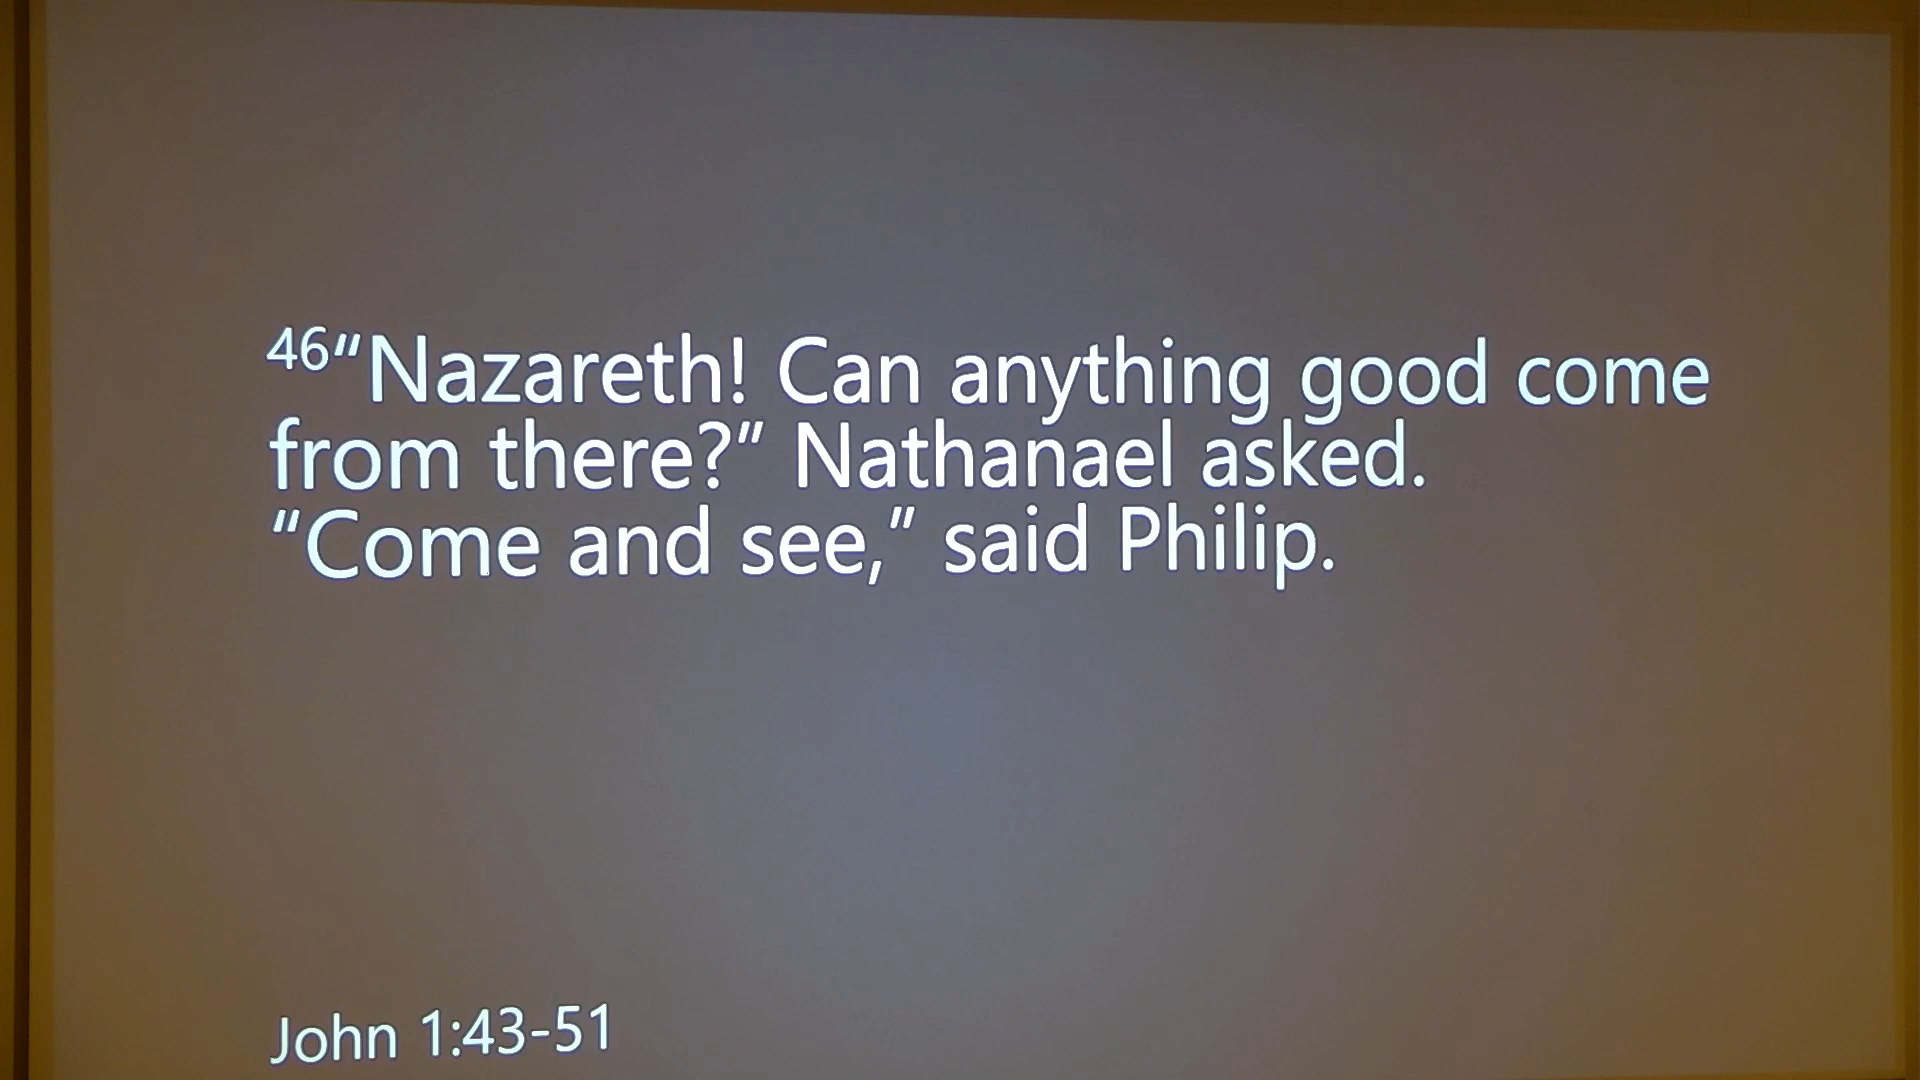 46“Nazareth! Can anything good come
from there?” Nathanael asked.
“Come and see,” said Philip.
John 1:43-51